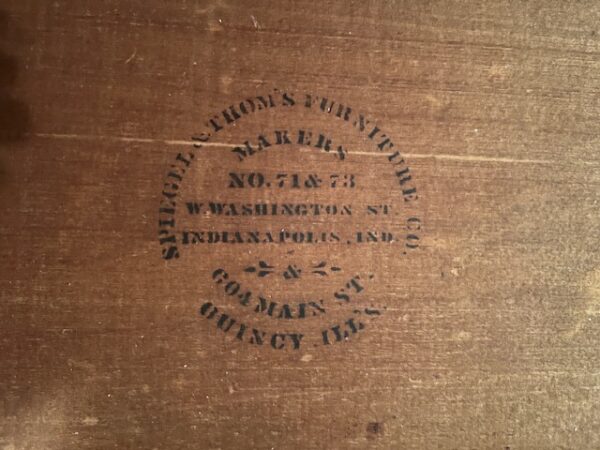 SPIEGEL & THOM'S FURNITURE CO.
MAKERS
NO. 71 & 73
W. WASHINGTON ST.
INDIANAPOLIS, IND.
&
604 MAIN ST.
QUINCY ILL'S.